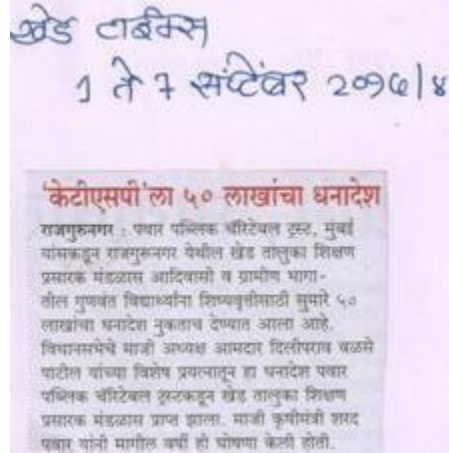 खेड टाईम्स
1 ते 7 सप्टेंबर २०१७/४
'केटीएसपी'ला ५० लाखांचा धनादेश
राजगुरूनगर : पवार पब्लिक चॅरिटेबल ट्रस्ट, मुंबई
यांसकडून राजगुरूनगर येथील खेड तालुका शिक्षण
प्रसारक मंडळास आदिवासी व ग्रामीण भागा-
तील गुणवंत विद्यार्थ्यांना शिष्यवृत्तीसाठी सुमारे ५०
लाखांचा धनादेश नुकताच देण्यात आला आहे.
विधानसभेचे माजी अध्यक्ष आमदार दिलीपराव वळसे
पाटील यांच्या विशेष प्रयत्नातून हा धनादेश पवार
पब्लिक चॅरिटेबल ट्रस्टकडून खेड तालुका शिक्षण
प्रसारक मंडळास प्राप्त झाला. माजी कृषीमंत्री शरद
पवार यांनी मागील वर्षी ही घोषणा केली होती.